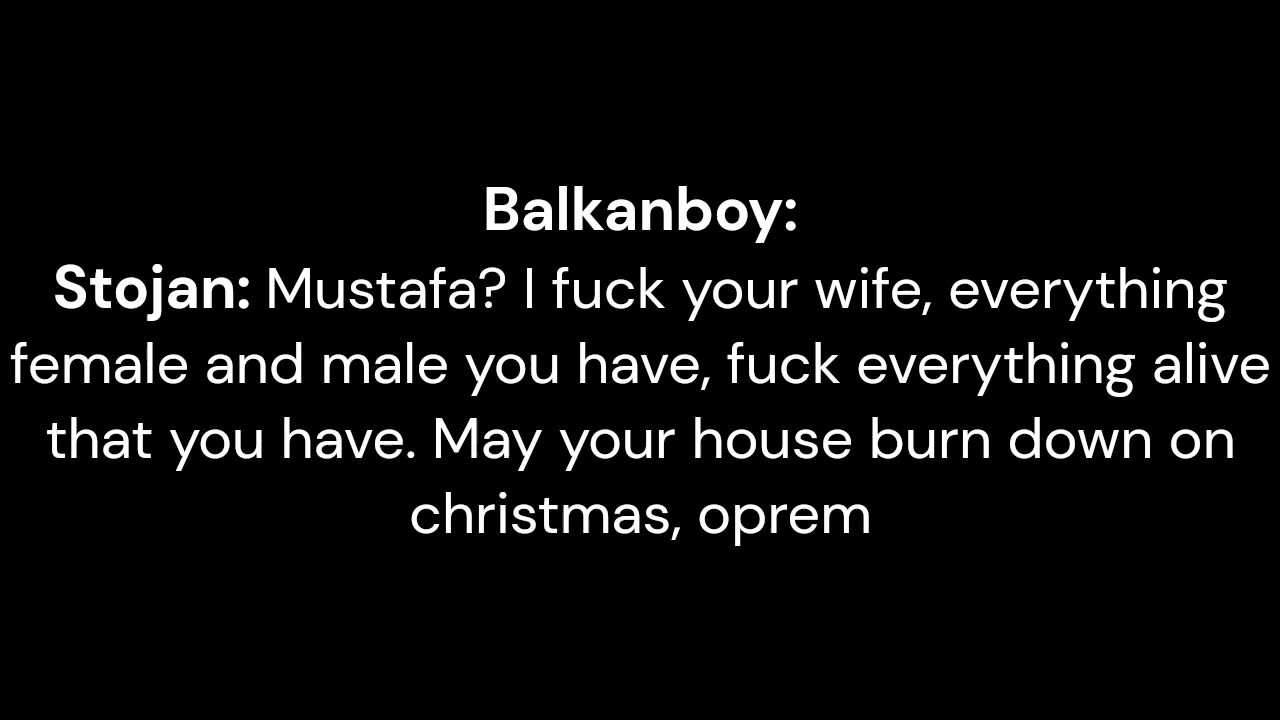 Balkanboy:
Stojan: Mustafa? I fuck your wife, everything
female and male you have, fuck everything alive
that you have. May your house burn down on
christmas, oprem